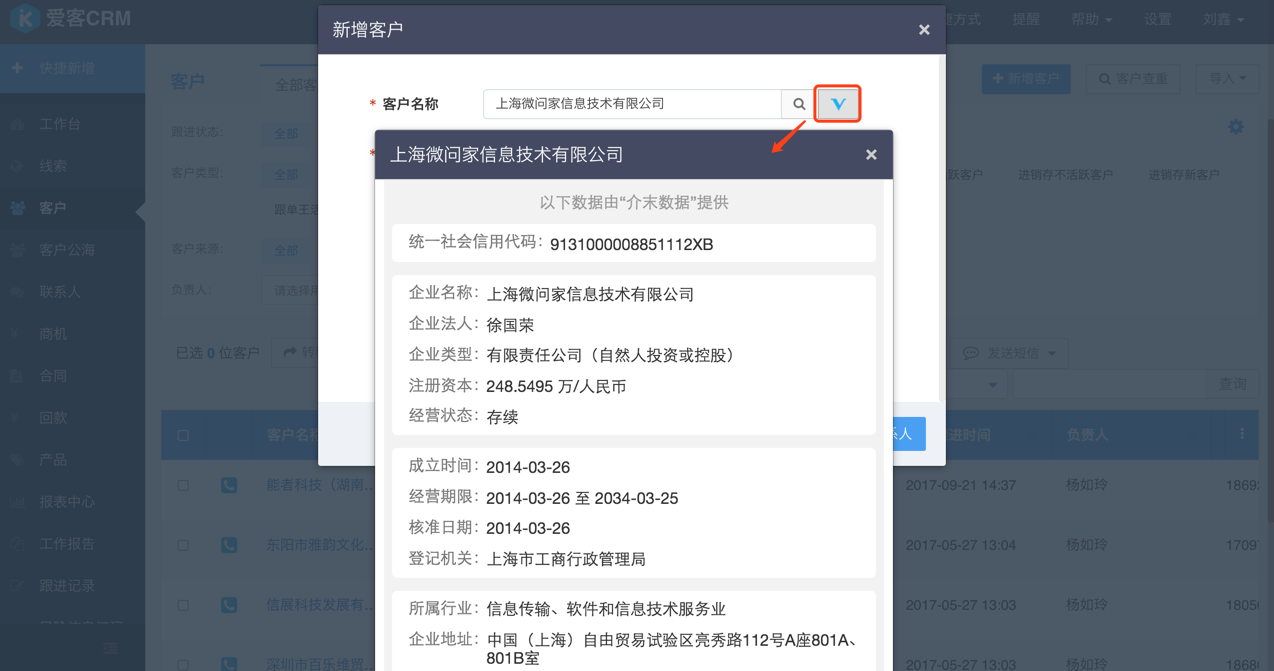 爱客CRM
捷方式
提醒
帮助
设置
刘鑫
新增客户
快捷新增
工作台
线索
客户
客户公海
联系人
商机
合同
回款
产品
报表中心
工作报告
跟进记录
客户
全部客
新增客户
客户查重
导入
跟进状态:
全部
客户类型:
全部
跃客户
进销存不活跃客户
进销存新客户
跟单王活
客户来源:
全部
负责人:
请选择用
已选 0 位客户
转
发送短信
查询
* 客户名称
上海微问家信息技术有限公司
*
上海微问家信息技术有限公司
以下数据由“介末数据”提供
统一社会信用代码: 9131000008851112XB
企业名称: 上海微问家信息技术有限公司
企业法人: 徐国荣
企业类型: 有限责任公司（自然人投资或控股）
注册资本: 248.5495 万/人民币
经营状态: 存续
成立时间: 2014-03-26
经营期限: 2014-03-26 至 2034-03-25
核准日期: 2014-03-26
登记机关: 上海市工商行政管理局
所属行业: 信息传输、软件和信息技术服务业
企业地址: 中国（上海）自由贸易试验区亮秀路112号A座801A、
801B室
系人
客户名称
进时间
负责人
能者科技（湖南...
2017-09-21 14:37
杨如玲
1869
东阳市雅韵文化...
2017-05-27 13:04
杨如玲
1709
信展科技发展有...
2017-05-27 13:03
杨如玲
1805
深圳市百乐维贸...
2017-05-27 13:03
杨如玲
1868